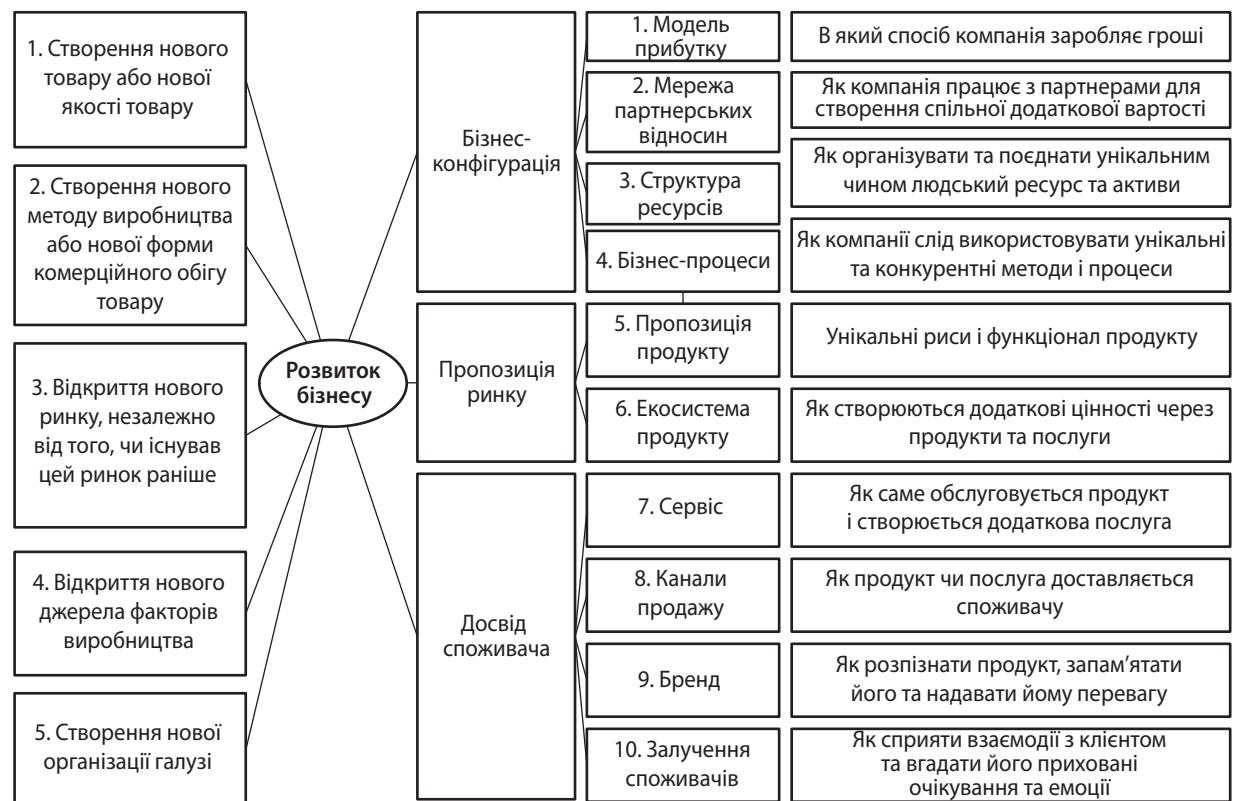 1. Створення нового
товару або нової
якості товару
2. Створення нового
методу виробництва
або нової форми
комерційного обігу
товару
3. Відкриття нового
ринку, незалежно
від того, чи існував
цей ринок раніше
4. Відкриття нового
джерела факторів
виробництва
5. Створення нової
організації галузі
Розвиток
бізнесу
Бізнес-
конфігурація
1. Модель
прибутку
В який спосіб компанія заробляє гроші
2. Мережа
партнерських
відносин
Як компанія працює з партнерами для
створення спільної додаткової вартості
3. Структура
ресурсів
Як організувати та поєднати унікальним
чином людський ресурс та активи
4. Бізнес-процеси
Як компанії слід використовувати унікальні
та конкурентні методи і процеси
Пропозиція
ринку
5. Пропозиція
продукту
Унікальні риси і функціонал продукту
6. Екосистема
продукту
Як створюються додаткові цінності через
продукти та послуги
Досвід
споживача
7. Сервіс
Як саме обслуговується продукт
і створюється додаткова послуга
8. Канали
продажу
Як продукт чи послуга доставляється
споживачу
9. Бренд
Як розпізнати продукт, запам’ятати
його та надавати йому перевагу
10. Залучення
споживачів
Як сприяти взаємодії з клієнтом
та вгадати його приховані
очікування та емоції